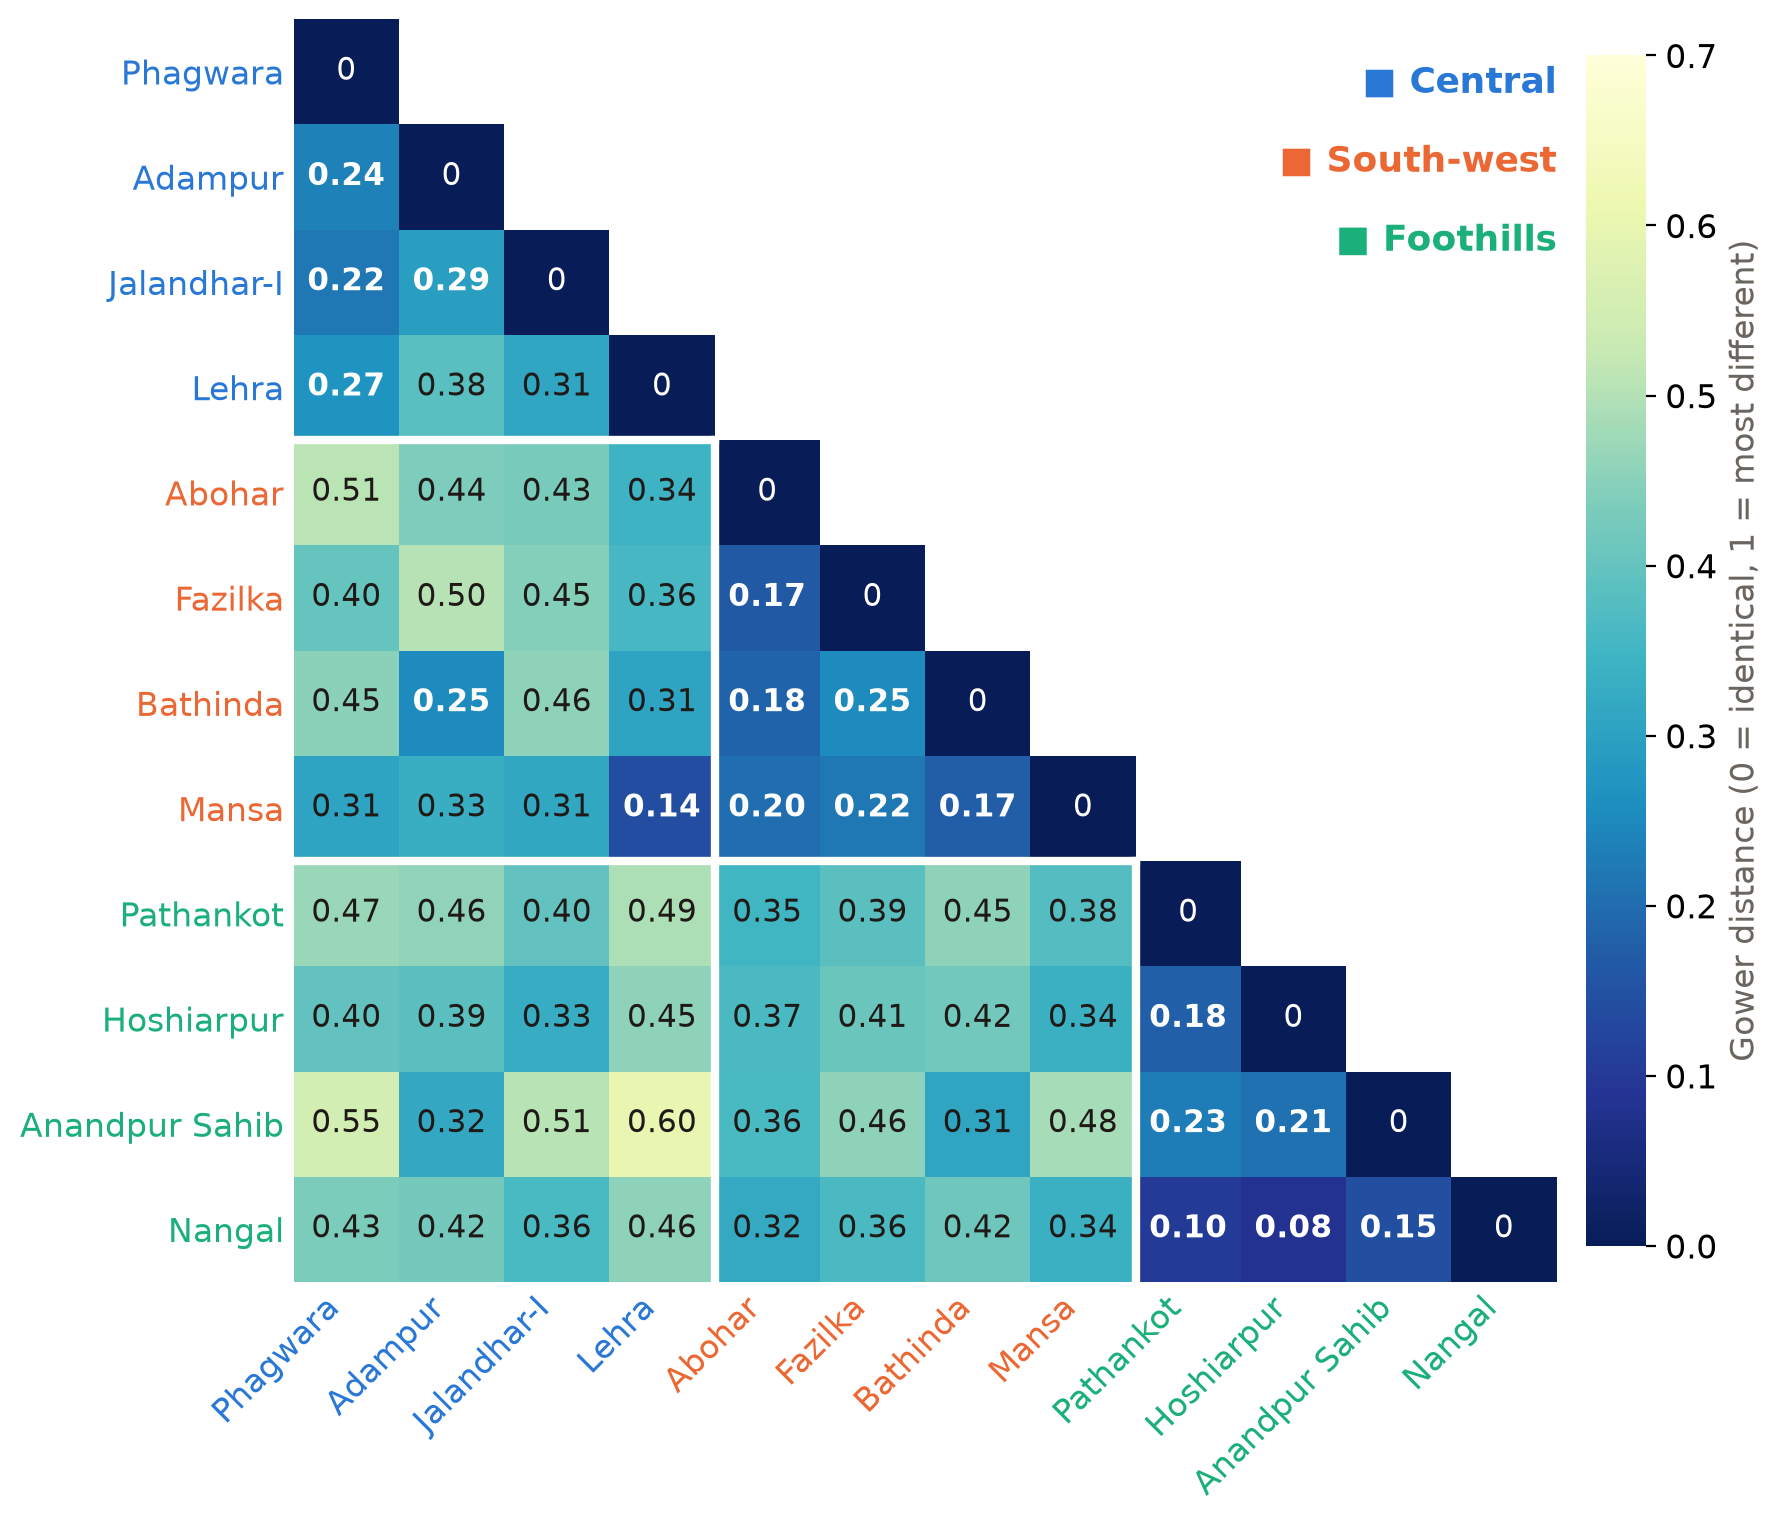 Phagwara 0
Adampur 0.24 0
Jalandhar-I 0.22 0.29 0
Lehra 0.27 0.38 0.31 0
Abohar 0.51 0.44 0.43 0.34 0
Fazilka 0.40 0.50 0.45 0.36 0.17 0
Bathinda 0.45 0.25 0.46 0.31 0.18 0.25 0
Mansa 0.31 0.33 0.31 0.14 0.20 0.22 0.17 0
Pathankot 0.47 0.46 0.40 0.49 0.35 0.39 0.45 0.38 0
Hoshiarpur 0.40 0.39 0.33 0.45 0.37 0.41 0.42 0.34 0.18 0
Anandpur Sahib 0.55 0.32 0.51 0.60 0.36 0.46 0.31 0.48 0.23 0.21 0
Nangal 0.43 0.42 0.36 0.46 0.32 0.36 0.42 0.34 0.10 0.08 0.15 0
Phagwara
Adampur
Jalandhar-I
Lehra
Abohar
Fazilka
Bathinda
Mansa
Pathankot
Hoshiarpur
Anandpur Sahib
Nangal
Central
South-west
Foothills
0.7
0.6
0.5
0.4
0.3
0.2
0.1
0.0
Gower distance (0 = identical, 1 = most different)